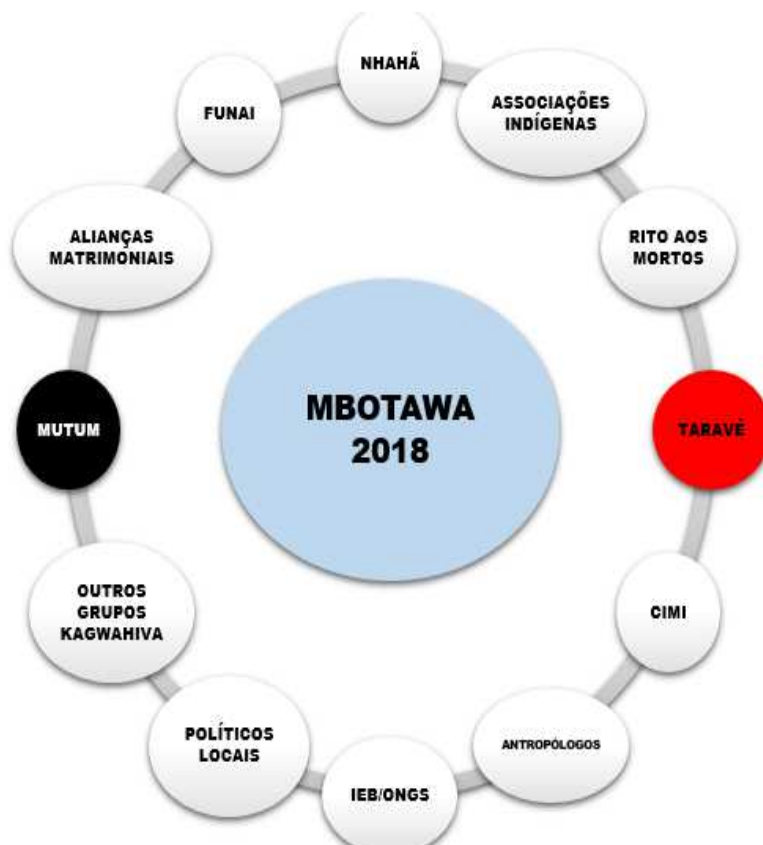 NHAHÃ
ASSOCIAÇÕES
INDÍGENAS
FUNAI
ALIANÇAS
MATRIMONIAIS
RITO AOS
MORTOS
MBOTAWA
2018
MUTUM
TARAVÉ
OUTROS
GRUPOS
KAGWAHIVA
CIMI
POLÍTICOS
LOCAIS
ANTROPÓLOGOS
IEB/ONGS